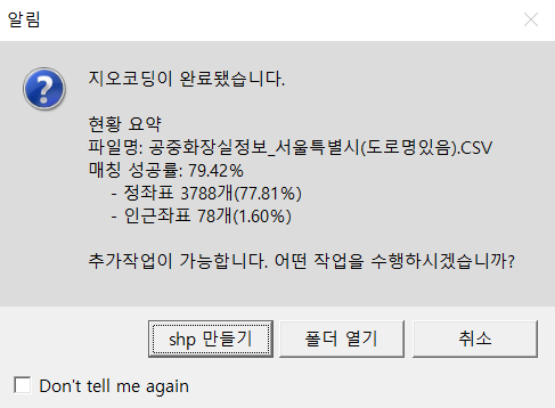 알림
지오코딩이 완료됐습니다.
현황 요약
파일명: 공중화장실정보_서울특별시(도로명있음).CSV
매칭 성공률: 79.42%
- 정좌표 3788개(77.81%)
- 인근좌표 78개(1.60%)
추가작업이 가능합니다. 어떤 작업을 수행하시겠습니까?
shp 만들기
폴더 열기
취소
Don't tell me again